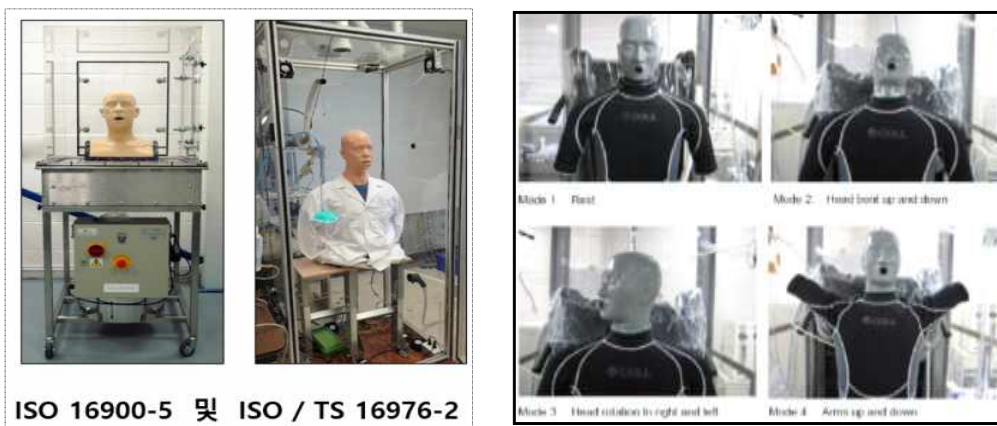 ISO 16900-5 및 ISO / TS 16976-2
Mode 1 Rest
Mode 2. Head bent up and down
Mode 3 Head rotation to right and left
Mode 4 Arms up and down